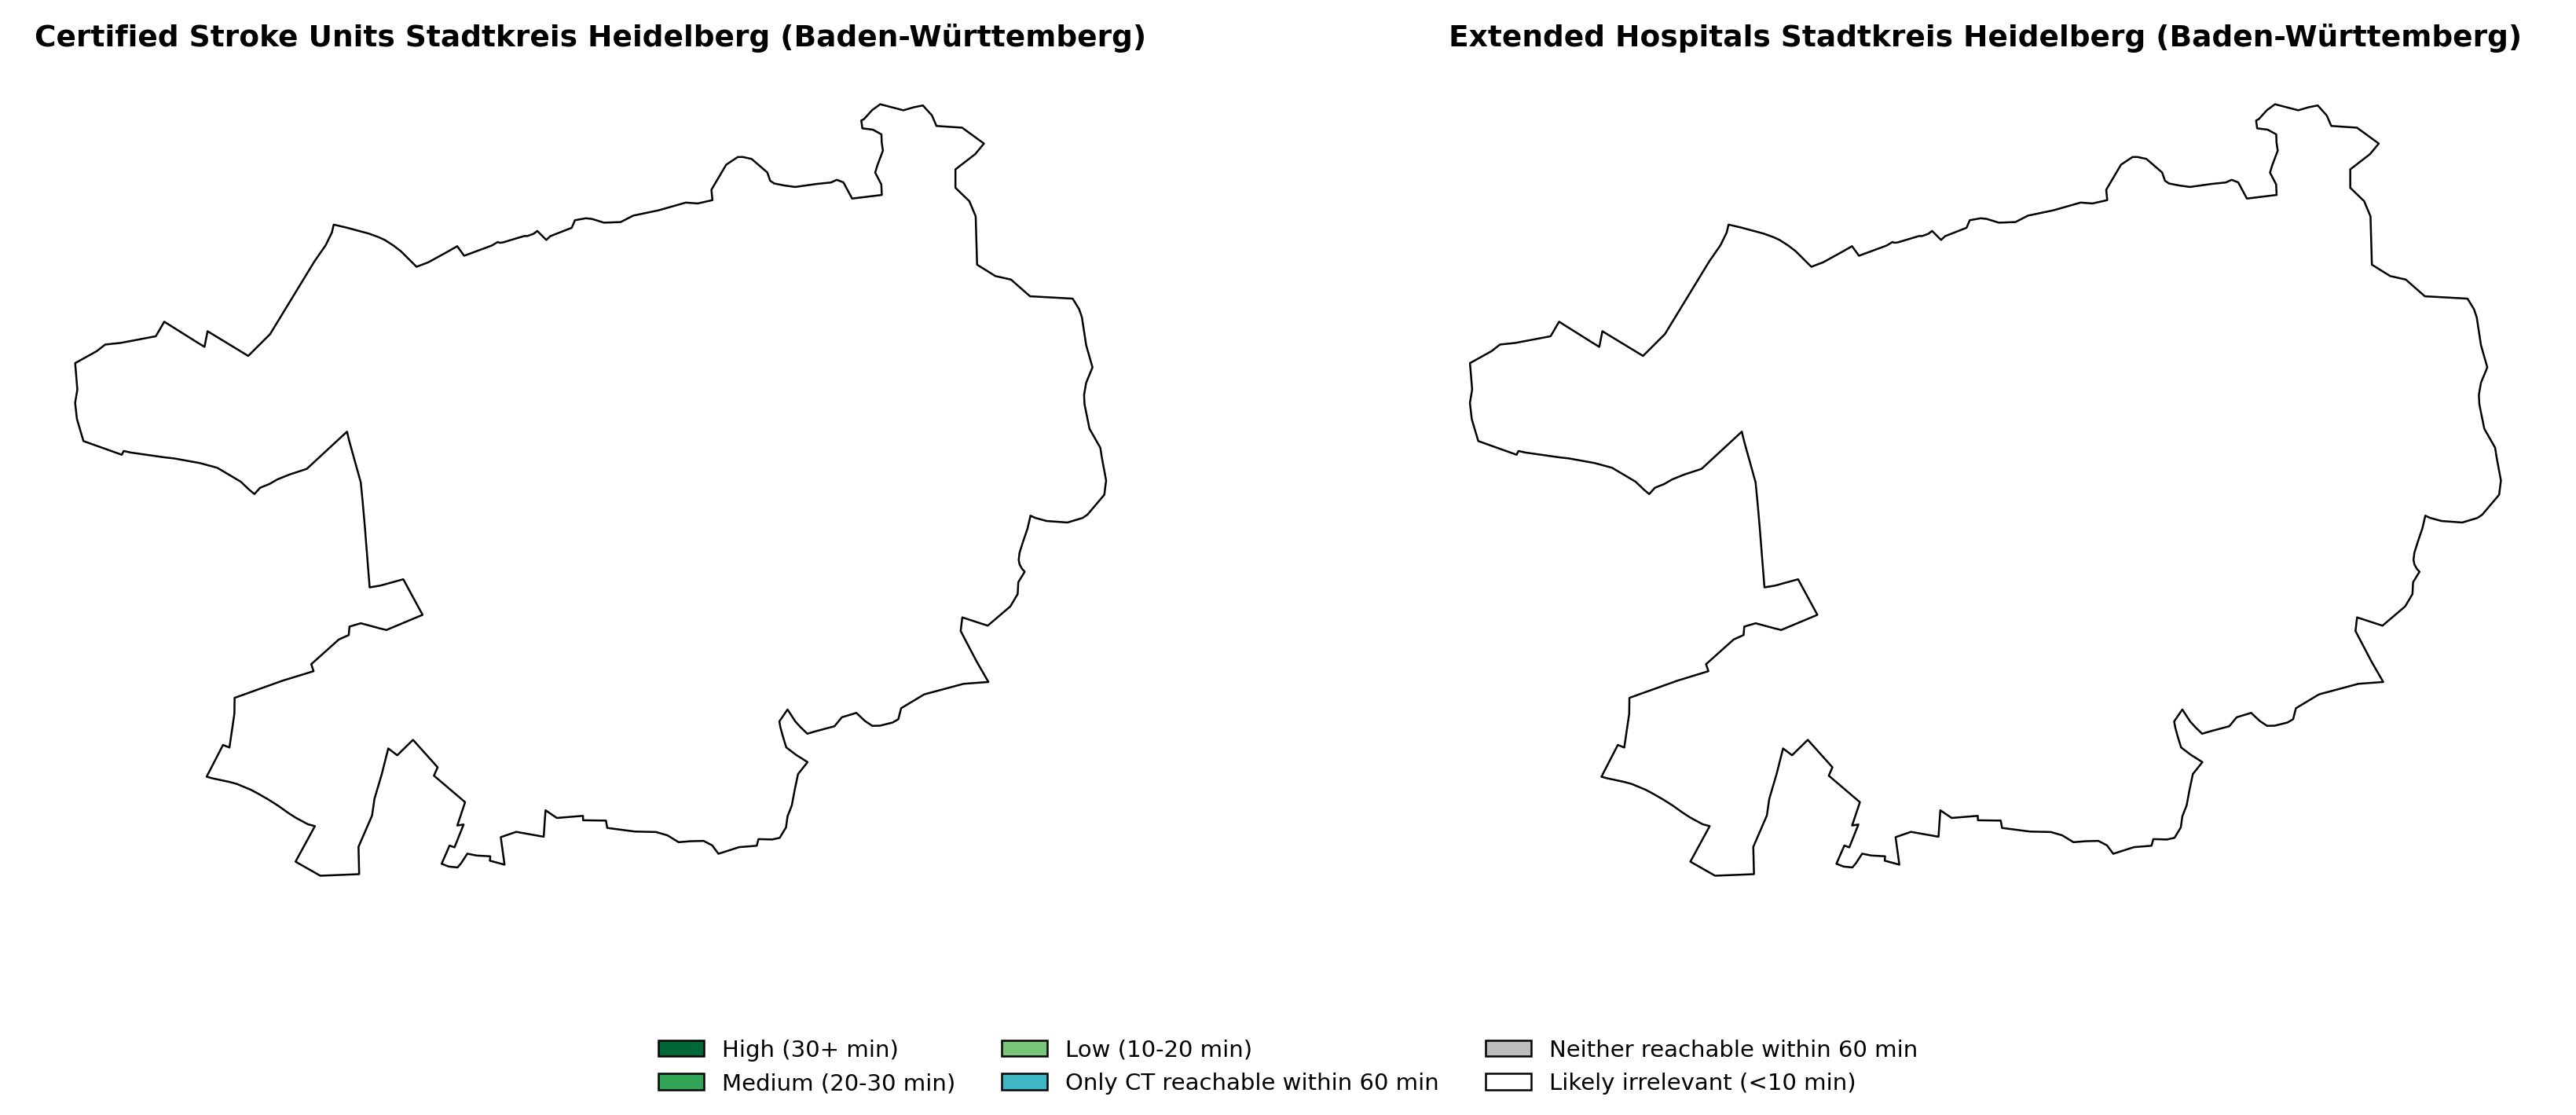 Certified Stroke Units Stadtkreis Heidelberg (Baden-Württemberg)
Extended Hospitals Stadtkreis Heidelberg (Baden-Württemberg)
High (30+ min)
Medium (20-30 min)
Low (10-20 min)
Only CT reachable within 60 min
Neither reachable within 60 min
Likely irrelevant (<10 min)